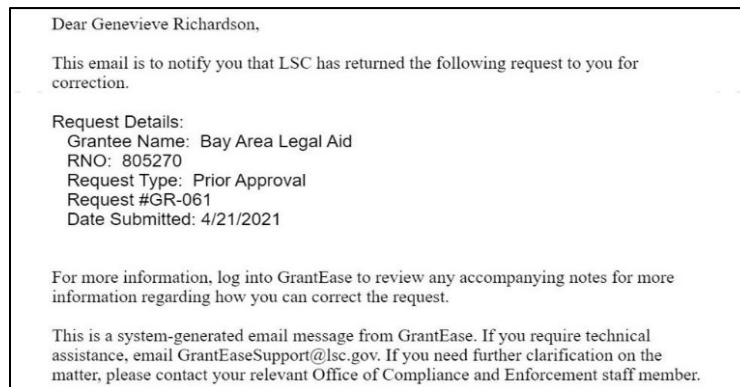 Dear Genevieve Richardson,
This email is to notify you that LSC has returned the following request to you for
correction.
Request Details:
Grantee Name: Bay Area Legal Aid
RNO: 805270
Request Type: Prior Approval
Request #GR-061
Date Submitted: 4/21/2021
For more information, log into GrantEase to review any accompanying notes for more
information regarding how you can correct the request.
This is a system-generated email message from GrantEase. If you require technical
assistance, email GrantEaseSupport@lsc.gov. If you need further clarification on the
matter, please contact your relevant Office of Compliance and Enforcement staff member.